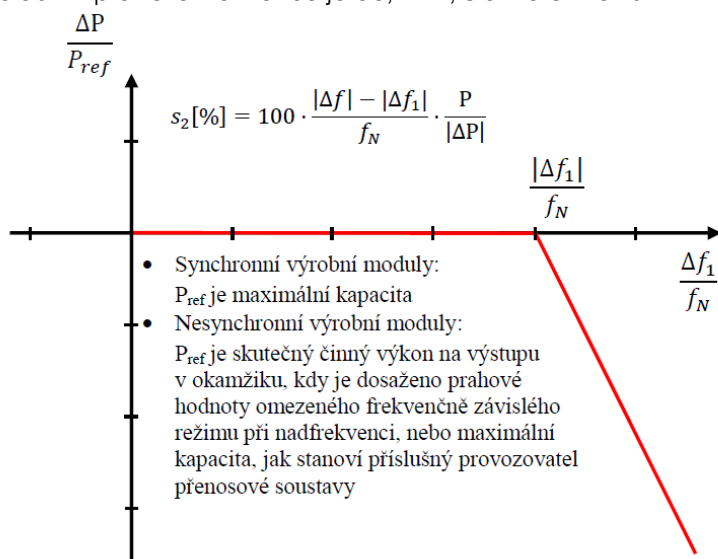 ΔP
P_ref
s₂[%] = 100 · (|Δf| − |Δf₁|) / f_N · P / |ΔP|
|Δf₁|
f_N
Δf₁
f_N
• Synchronní výrobní moduly:
P_ref je maximální kapacita
• Nesynchronní výrobní moduly:
P_ref je skutečný činný výkon na výstupu
v okamžiku, kdy je dosaženo prahové
hodnoty omezeného frekvenčně závislého
režimu při nadfrekvenci, nebo maximální
kapacita, jak stanoví příslušný provozovatel
přenosové soustavy